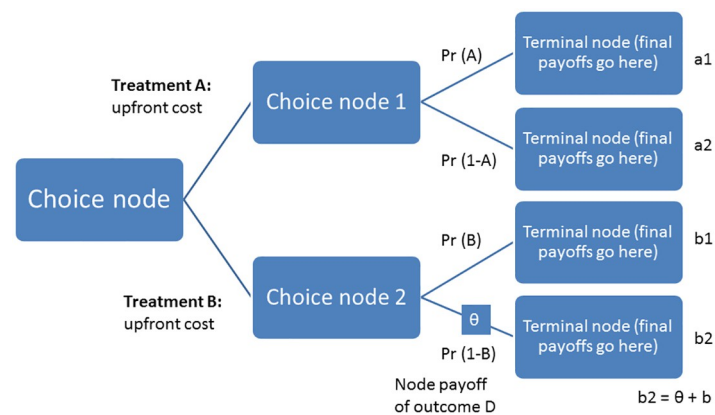 Choice node
Treatment A:
upfront cost
Treatment B:
upfront cost
Choice node 1
Choice node 2
Pr (A)
Pr (1-A)
Pr (B)
θ
Pr (1-B)
Node payoff
of outcome D
Terminal node (final
payoffs go here)
a1
Terminal node (final
payoffs go here)
a2
Terminal node (final
payoffs go here)
b1
Terminal node (final
payoffs go here)
b2
b2 = θ + b